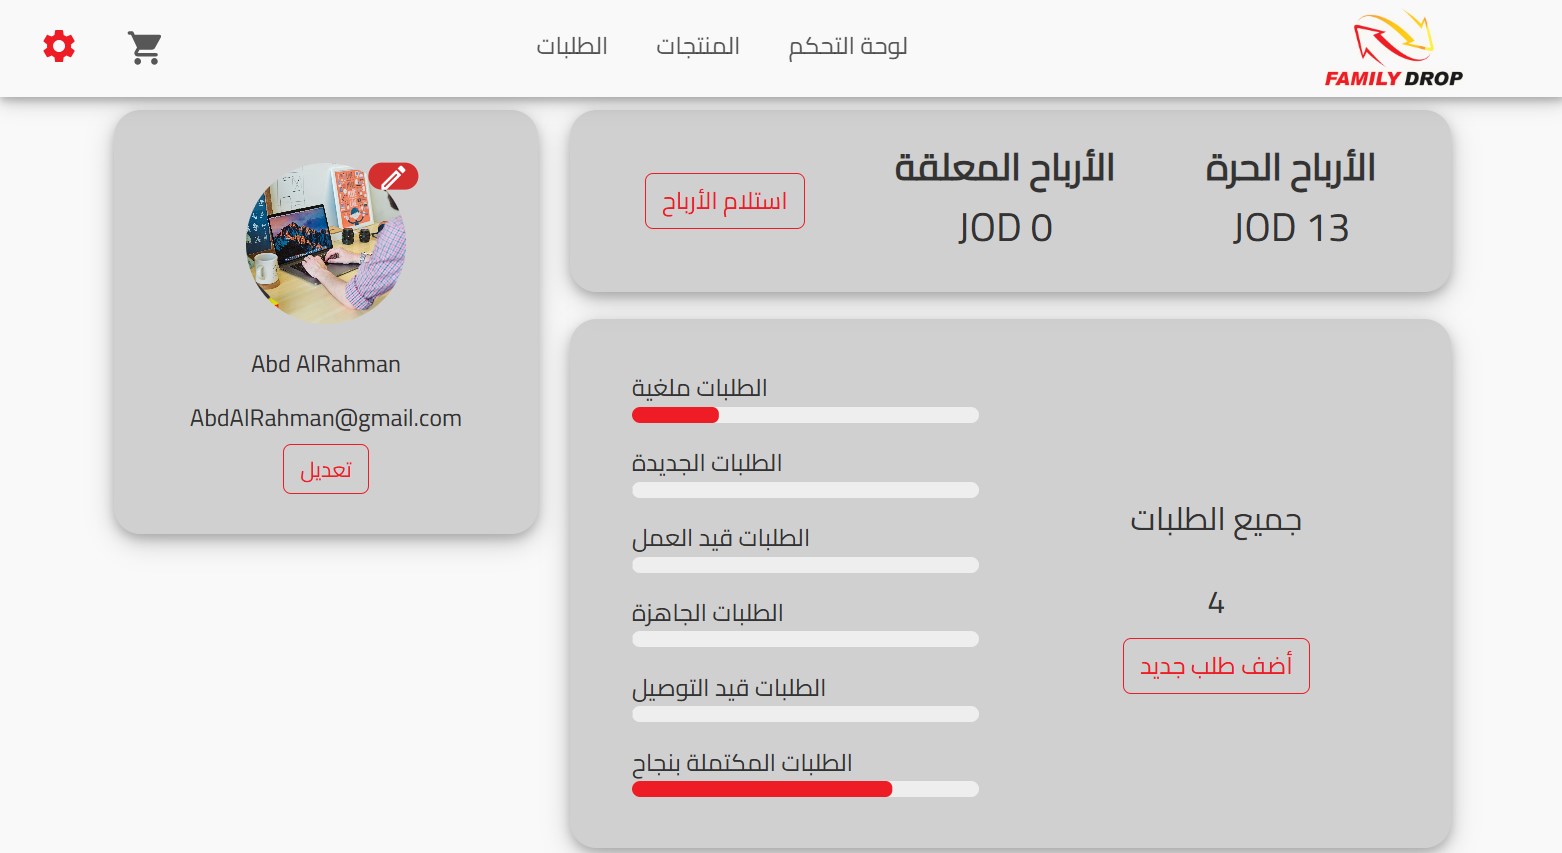 FAMILY DROP
لوحة التحكم
المنتجات
الطلبات
الأرباح الحرة
JOD 13
الأرباح المعلقة
JOD 0
استلام الأرباح
Abd AlRahman
AbdAlRahman@gmail.com
تعديل
جميع الطلبات
4
أضف طلب جديد
الطلبات ملغية
الطلبات الجديدة
الطلبات قيد العمل
الطلبات الجاهزة
الطلبات قيد التوصيل
الطلبات المكتملة بنجاح